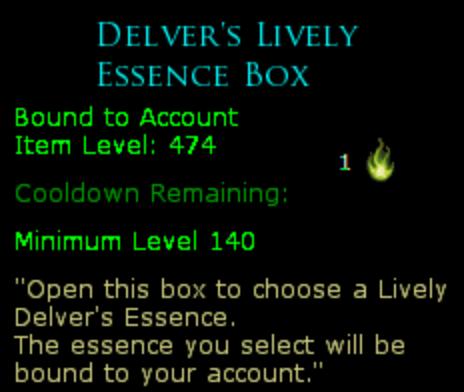 Delver's Lively
Essence Box
Bound to Account
Item Level: 474
1
Cooldown Remaining:
Minimum Level 140
"Open this box to choose a Lively
Delver's Essence.
The essence you select will be
bound to your account."